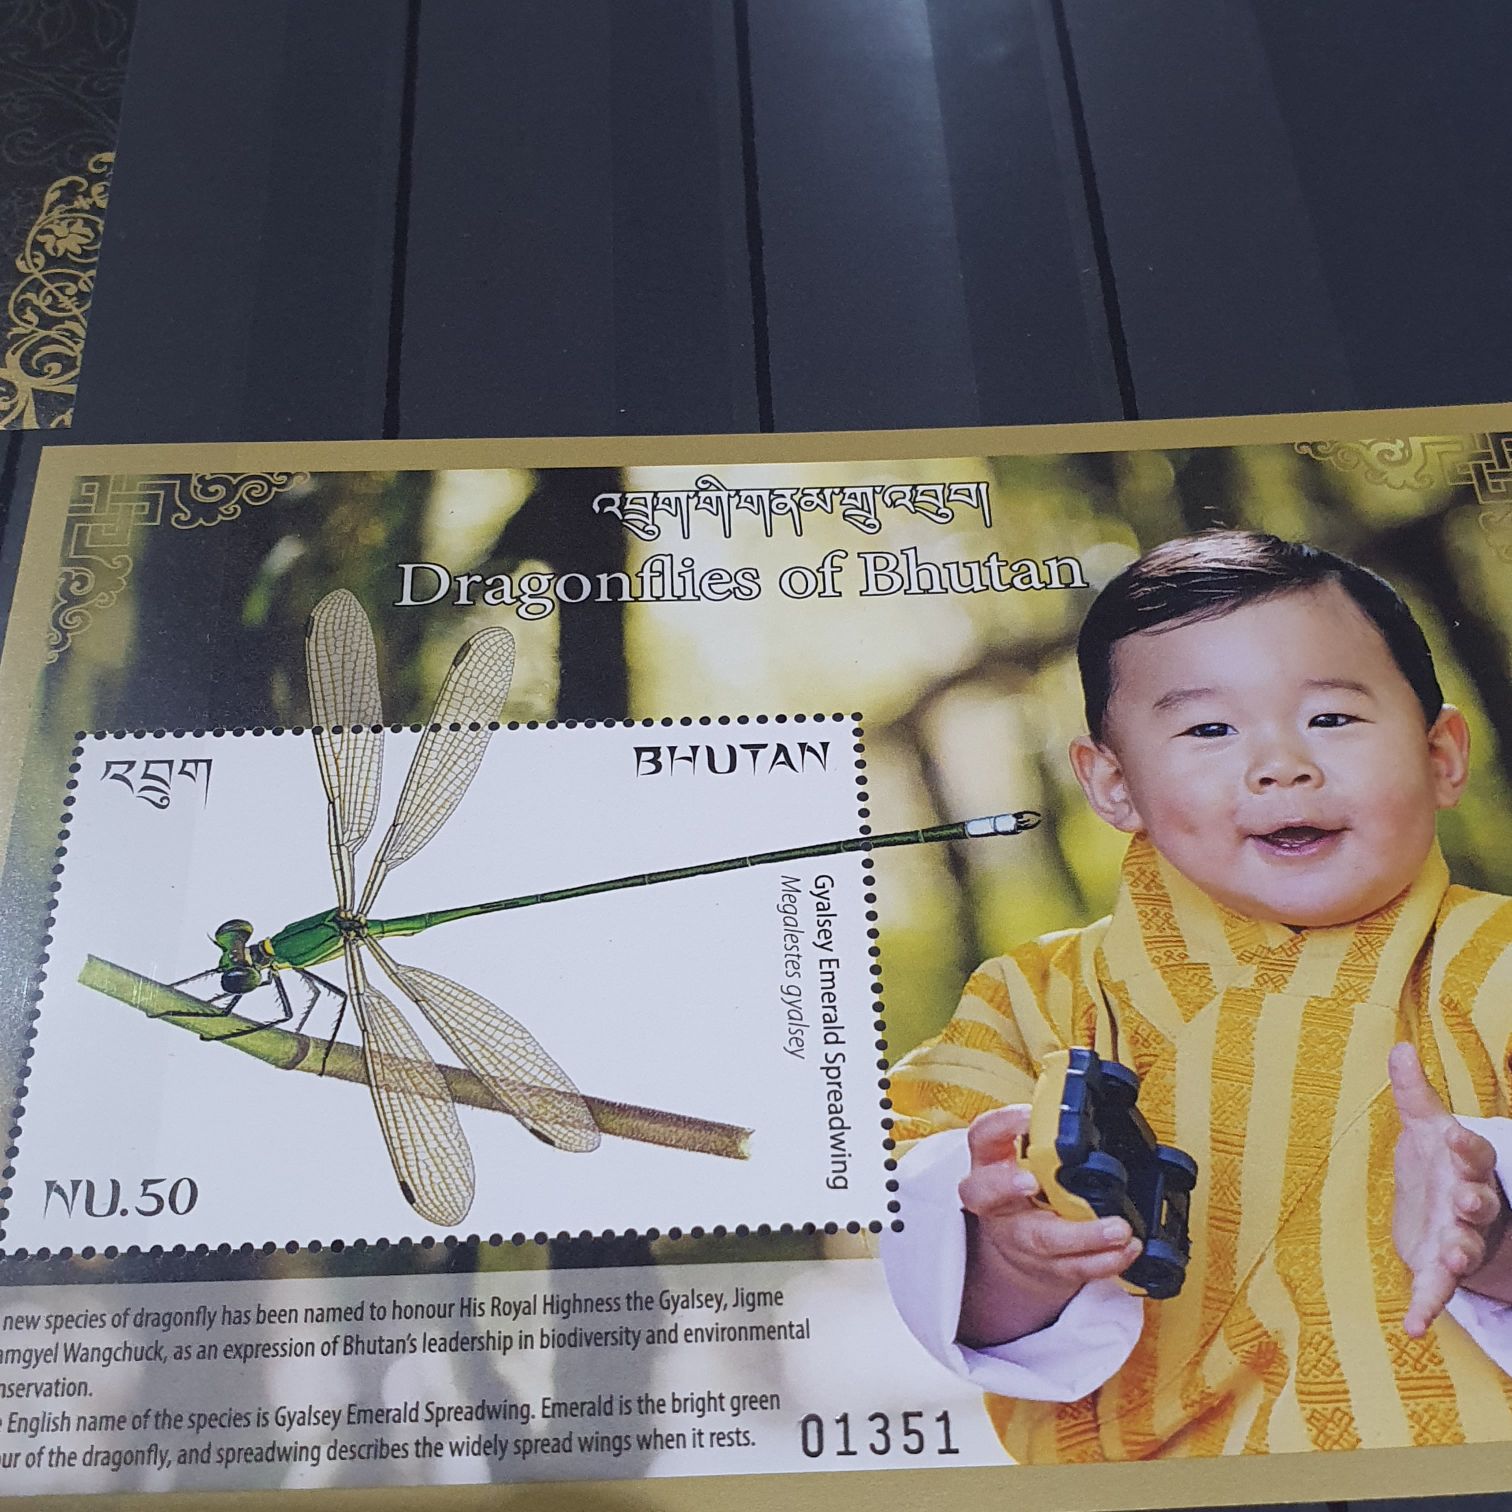 འབྲུག་གི་གནམ་གྲུ་འབུབ།
Dragonflies of Bhutan
འབྲུག
BHUTAN
Gyalsey Emerald Spreadwing
Megalestes gyalsey
NU.50
new species of dragonfly has been named to honour His Royal Highness the Gyalsey, Jigme
amgyel Wangchuck, as an expression of Bhutan's leadership in biodiversity and environmental
nservation.
English name of the species is Gyalsey Emerald Spreadwing. Emerald is the bright green
ur of the dragonfly, and spreadwing describes the widely spread wings when it rests.
01351